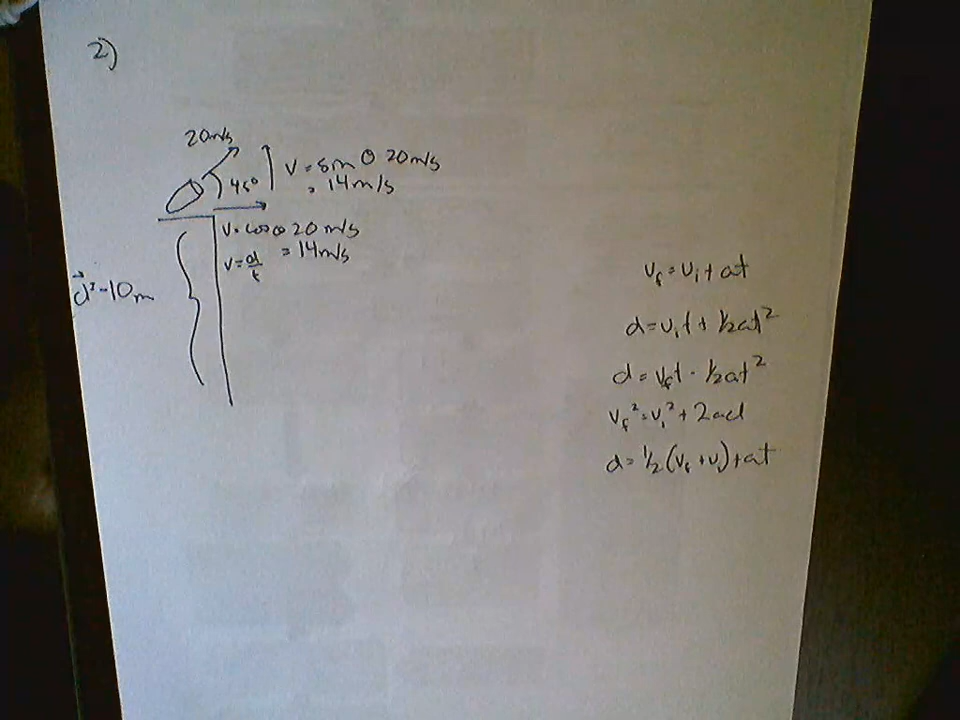 2)
20m/s
45°
V = sin θ 20m/s
= 14m/s
V = cos θ 20 m/s
= 14m/s
V = d/t
d = -10m
Vf = Vi + at
d = Vit + ½at²
d = Vft - ½at²
Vf² = Vi² + 2ad
d = ½(Vf + Vi) + at